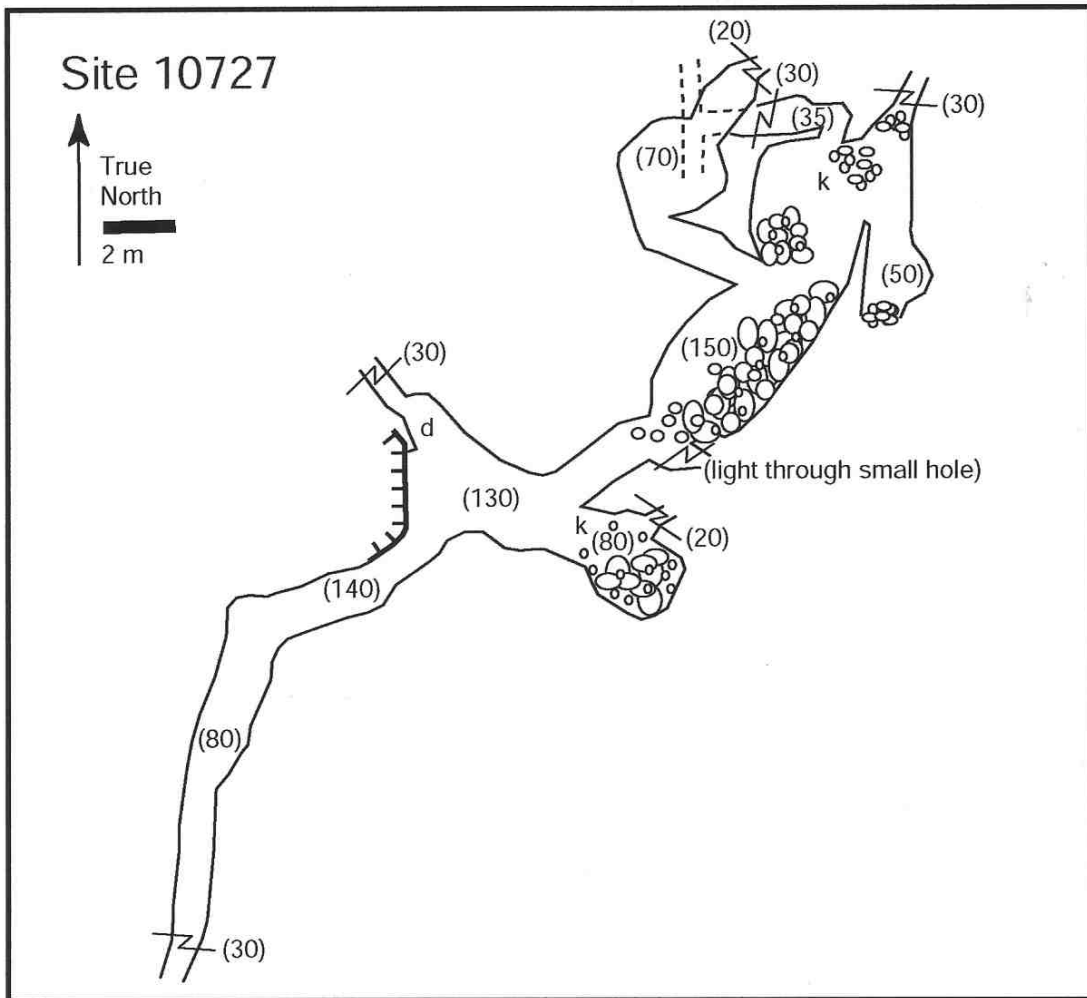 Site 10727
True
North
2 m
(20)
(30)
(35)
(30)
(70)
k
(50)
(150)
(30)
d
(light through small hole)
(130)
k
(80)
(20)
(140)
(80)
(30)